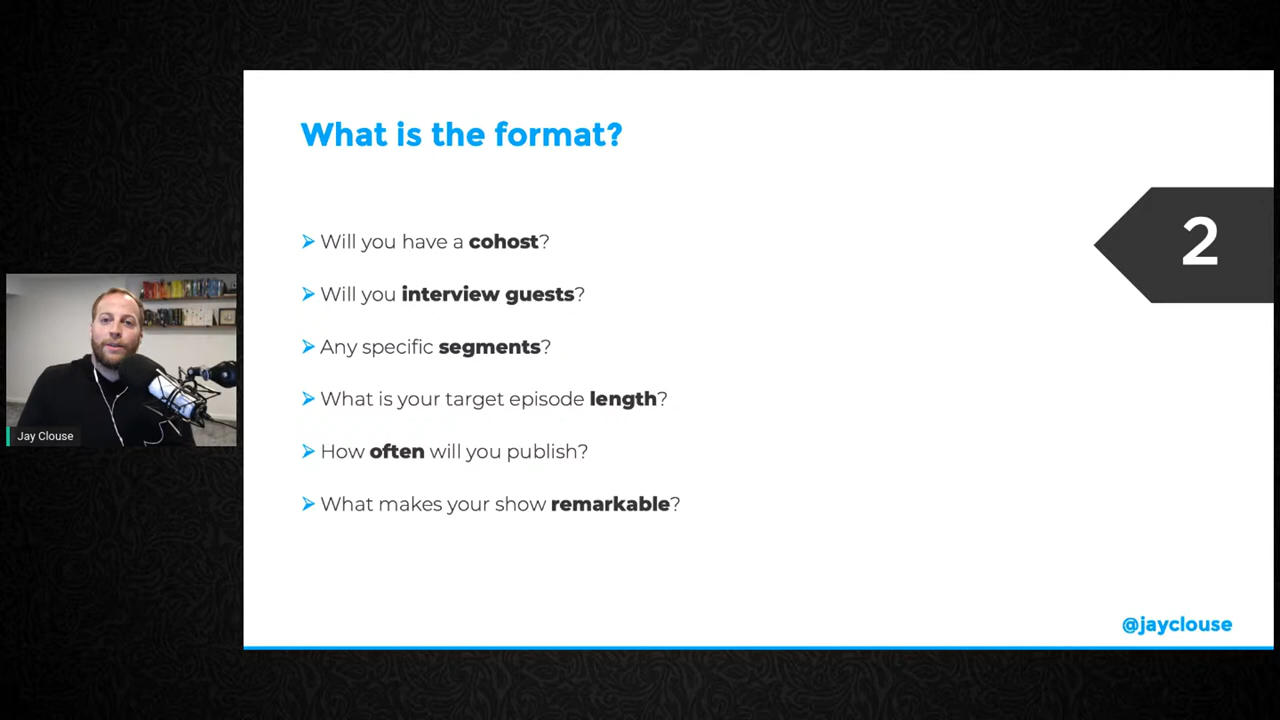 What is the format?
2
Will you have a cohost?
Will you interview guests?
Any specific segments?
What is your target episode length?
How often will you publish?
What makes your show remarkable?
Jay Clouse
@jayclouse